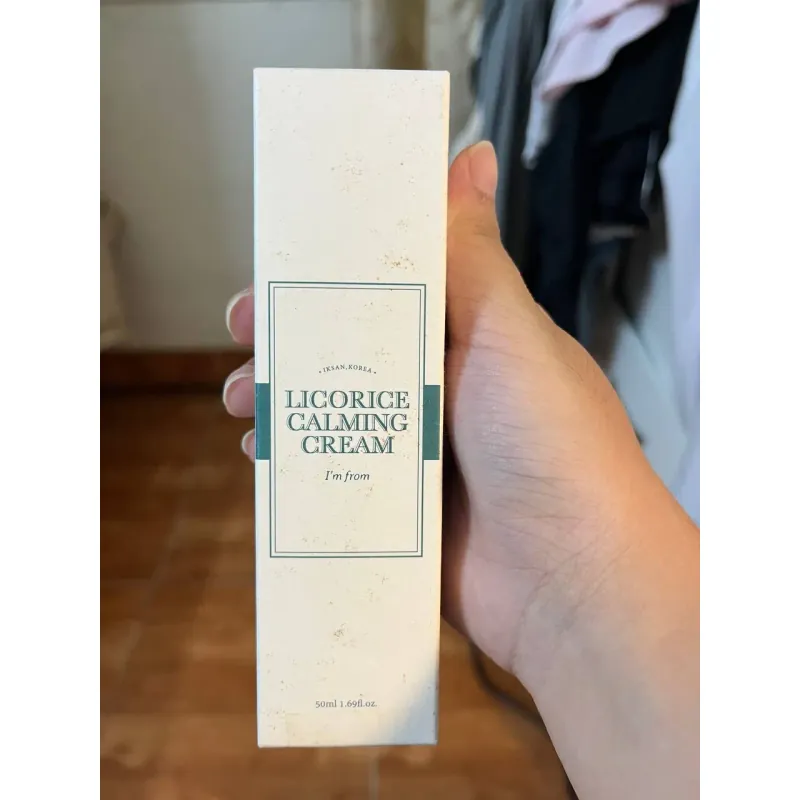 • IKSAN, KOREA •
LICORICE
CALMING
CREAM
I'm from
50ml 1.69fl.oz.